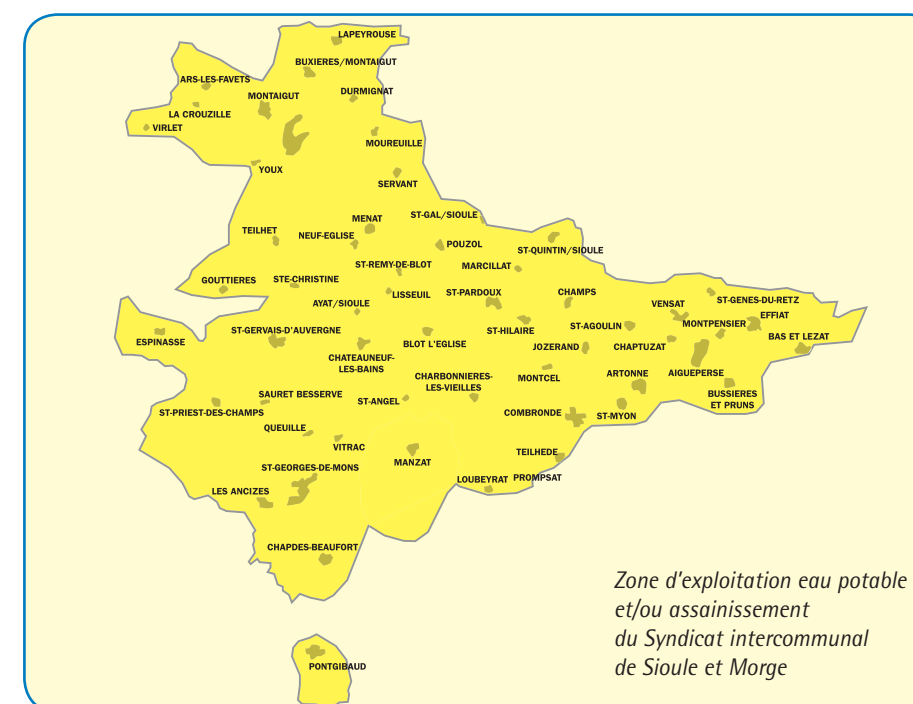 LAPEYROUSE
BUXIERES/MONTAIGUT
ARS-LES-FAVETS
DURMIGNAT
MONTAIGUT
LA CROUZILLE
VIRLET
MOUREUILLE
YOUX
SERVANT
ST-GAL/SIOULE
MENAT
TEILHET
NEUF-EGLISE
POUZOL
ST-QUINTIN/SIOULE
ST-REMY-DE-BLOT
MARCILLAT
GOUTTIERES
STE-CHRISTINE
LISSEUIL
ST-PARDOUX
CHAMPS
ST-GENES-DU-RETZ
AYAT/SIOULE
VENSAT
EFFIAT
ST-GERVAIS-D'AUVERGNE
ST-HILAIRE
ST-AGOULIN
MONTPENSIER
BAS ET LEZAT
ESPINASSE
BLOT L'EGLISE
JOZERAND
CHAPTUZAT
CHATEAUNEUF-
LES-BAINS
CHARBONNIERES-
LES-VIEILLES
MONTCEL
ARTONNE
AIGUEPERSE
SAURET BESSERVE
ST-ANGEL
BUSSIERES
ET PRUNS
ST-PRIEST-DES-CHAMPS
COMBRONDE
ST-MYON
QUEUILLE
VITRAC
TEILHEDE
MANZAT
ST-GEORGES-DE-MONS
LOUBEYRAT
PROMPSAT
LES ANCIZES
CHAPDES-BEAUFORT
PONTGIBAUD
Zone d'exploitation eau potable
et/ou assainissement
du Syndicat intercommunal
de Sioule et Morge